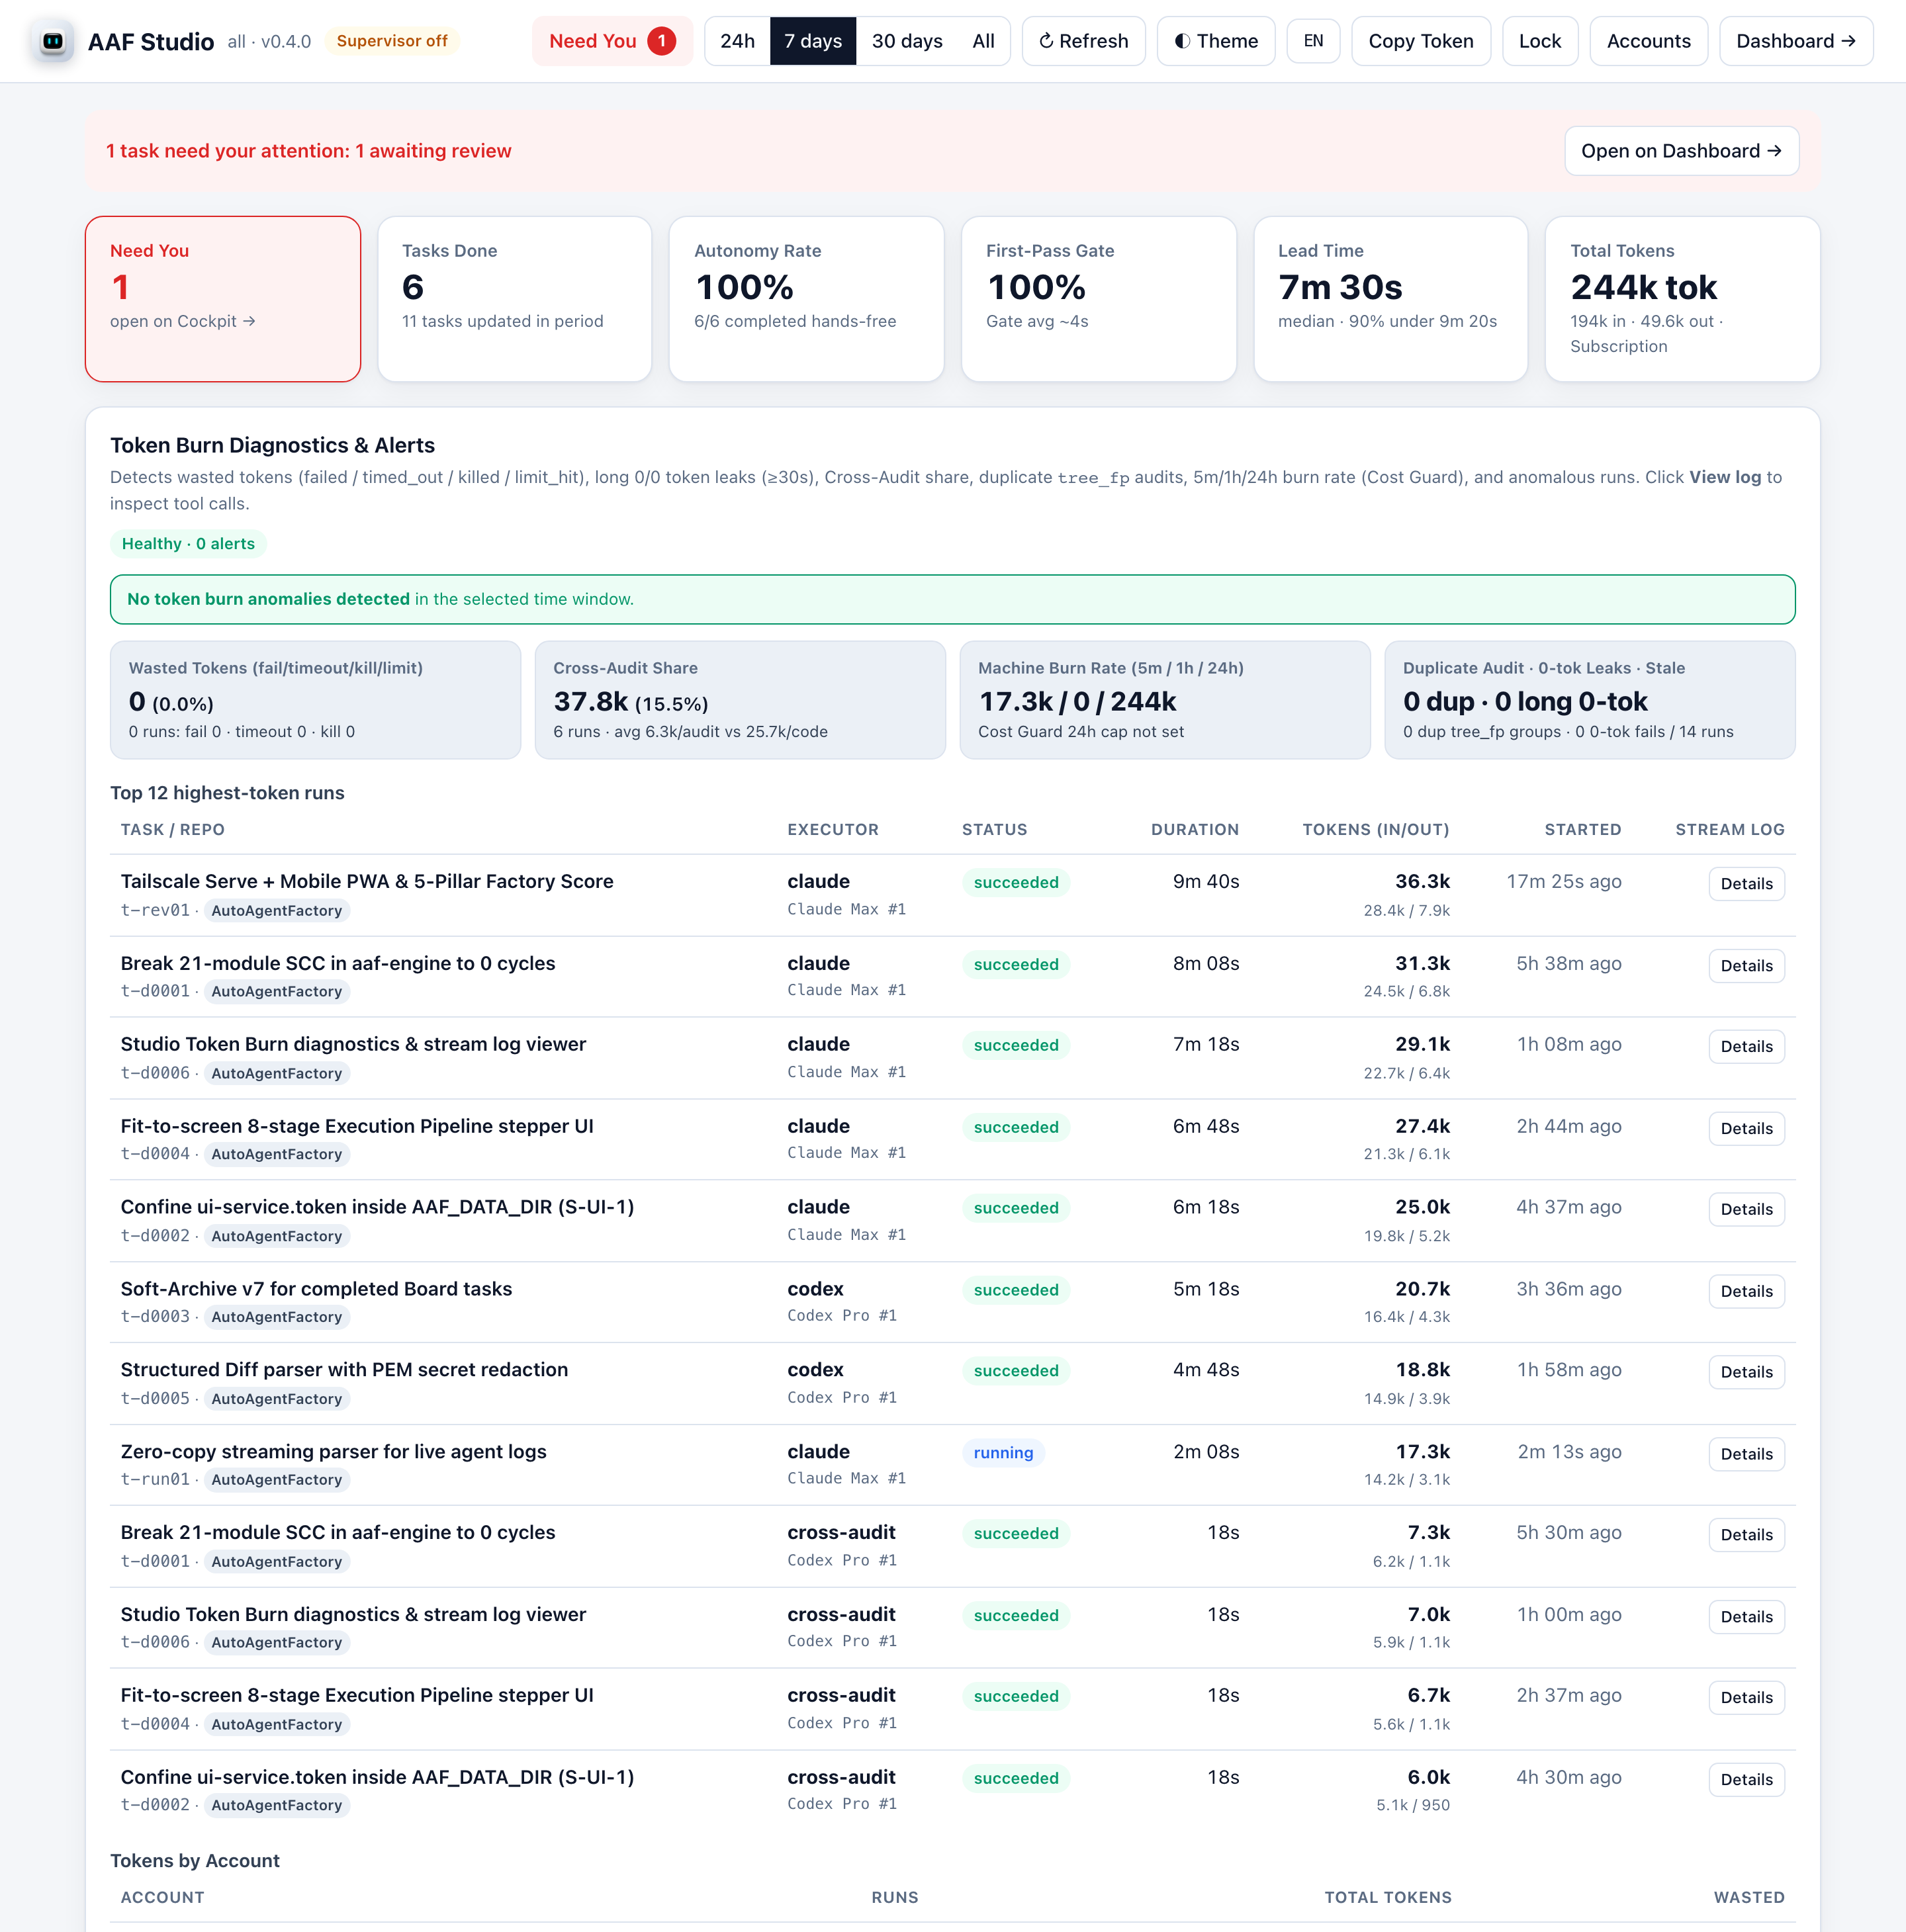 AAF Studio all · v0.4.0 Supervisor off Need You 1 24h 7 days 30 days All ↻ Refresh ◐ Theme EN Copy Token Lock Accounts Dashboard →
1 task need your attention: 1 awaiting review Open on Dashboard →
Need You
1
open on Cockpit →
Tasks Done
6
11 tasks updated in period
Autonomy Rate
100%
6/6 completed hands-free
First-Pass Gate
100%
Gate avg ~4s
Lead Time
7m 30s
median · 90% under 9m 20s
Total Tokens
244k tok
194k in · 49.6k out ·
Subscription
Token Burn Diagnostics & Alerts
Detects wasted tokens (failed / timed_out / killed / limit_hit), long 0/0 token leaks (≥30s), Cross-Audit share, duplicate tree_fp audits, 5m/1h/24h burn rate (Cost Guard), and anomalous runs. Click View log to
inspect tool calls.
Healthy · 0 alerts
No token burn anomalies detected in the selected time window.
Wasted Tokens (fail/timeout/kill/limit)
0 (0.0%)
0 runs: fail 0 · timeout 0 · kill 0
Cross-Audit Share
37.8k (15.5%)
6 runs · avg 6.3k/audit vs 25.7k/code
Machine Burn Rate (5m / 1h / 24h)
17.3k / 0 / 244k
Cost Guard 24h cap not set
Duplicate Audit · 0-tok Leaks · Stale
0 dup · 0 long 0-tok
0 dup tree_fp groups · 0 0-tok fails / 14 runs
Top 12 highest-token runs
TASK / REPO EXECUTOR STATUS DURATION TOKENS (IN/OUT) STARTED STREAM LOG
Tailscale Serve + Mobile PWA & 5-Pillar Factory Score claude succeeded 9m 40s 36.3k 17m 25s ago Details
t-rev01 · AutoAgentFactory Claude Max #1 28.4k / 7.9k
Break 21-module SCC in aaf-engine to 0 cycles claude succeeded 8m 08s 31.3k 5h 38m ago Details
t-d0001 · AutoAgentFactory Claude Max #1 24.5k / 6.8k
Studio Token Burn diagnostics & stream log viewer claude succeeded 7m 18s 29.1k 1h 08m ago Details
t-d0006 · AutoAgentFactory Claude Max #1 22.7k / 6.4k
Fit-to-screen 8-stage Execution Pipeline stepper UI claude succeeded 6m 48s 27.4k 2h 44m ago Details
t-d0004 · AutoAgentFactory Claude Max #1 21.3k / 6.1k
Confine ui-service.token inside AAF_DATA_DIR (S-UI-1) claude succeeded 6m 18s 25.0k 4h 37m ago Details
t-d0002 · AutoAgentFactory Claude Max #1 19.8k / 5.2k
Soft-Archive v7 for completed Board tasks codex succeeded 5m 18s 20.7k 3h 36m ago Details
t-d0003 · AutoAgentFactory Codex Pro #1 16.4k / 4.3k
Structured Diff parser with PEM secret redaction codex succeeded 4m 48s 18.8k 1h 58m ago Details
t-d0005 · AutoAgentFactory Codex Pro #1 14.9k / 3.9k
Zero-copy streaming parser for live agent logs claude running 2m 08s 17.3k 2m 13s ago Details
t-run01 · AutoAgentFactory Claude Max #1 14.2k / 3.1k
Break 21-module SCC in aaf-engine to 0 cycles cross-audit succeeded 18s 7.3k 5h 30m ago Details
t-d0001 · AutoAgentFactory Codex Pro #1 6.2k / 1.1k
Studio Token Burn diagnostics & stream log viewer cross-audit succeeded 18s 7.0k 1h 00m ago Details
t-d0006 · AutoAgentFactory Codex Pro #1 5.9k / 1.1k
Fit-to-screen 8-stage Execution Pipeline stepper UI cross-audit succeeded 18s 6.7k 2h 37m ago Details
t-d0004 · AutoAgentFactory Codex Pro #1 5.6k / 1.1k
Confine ui-service.token inside AAF_DATA_DIR (S-UI-1) cross-audit succeeded 18s 6.0k 4h 30m ago Details
t-d0002 · AutoAgentFactory Codex Pro #1 5.1k / 950
Tokens by Account
ACCOUNT RUNS TOTAL TOKENS WASTED